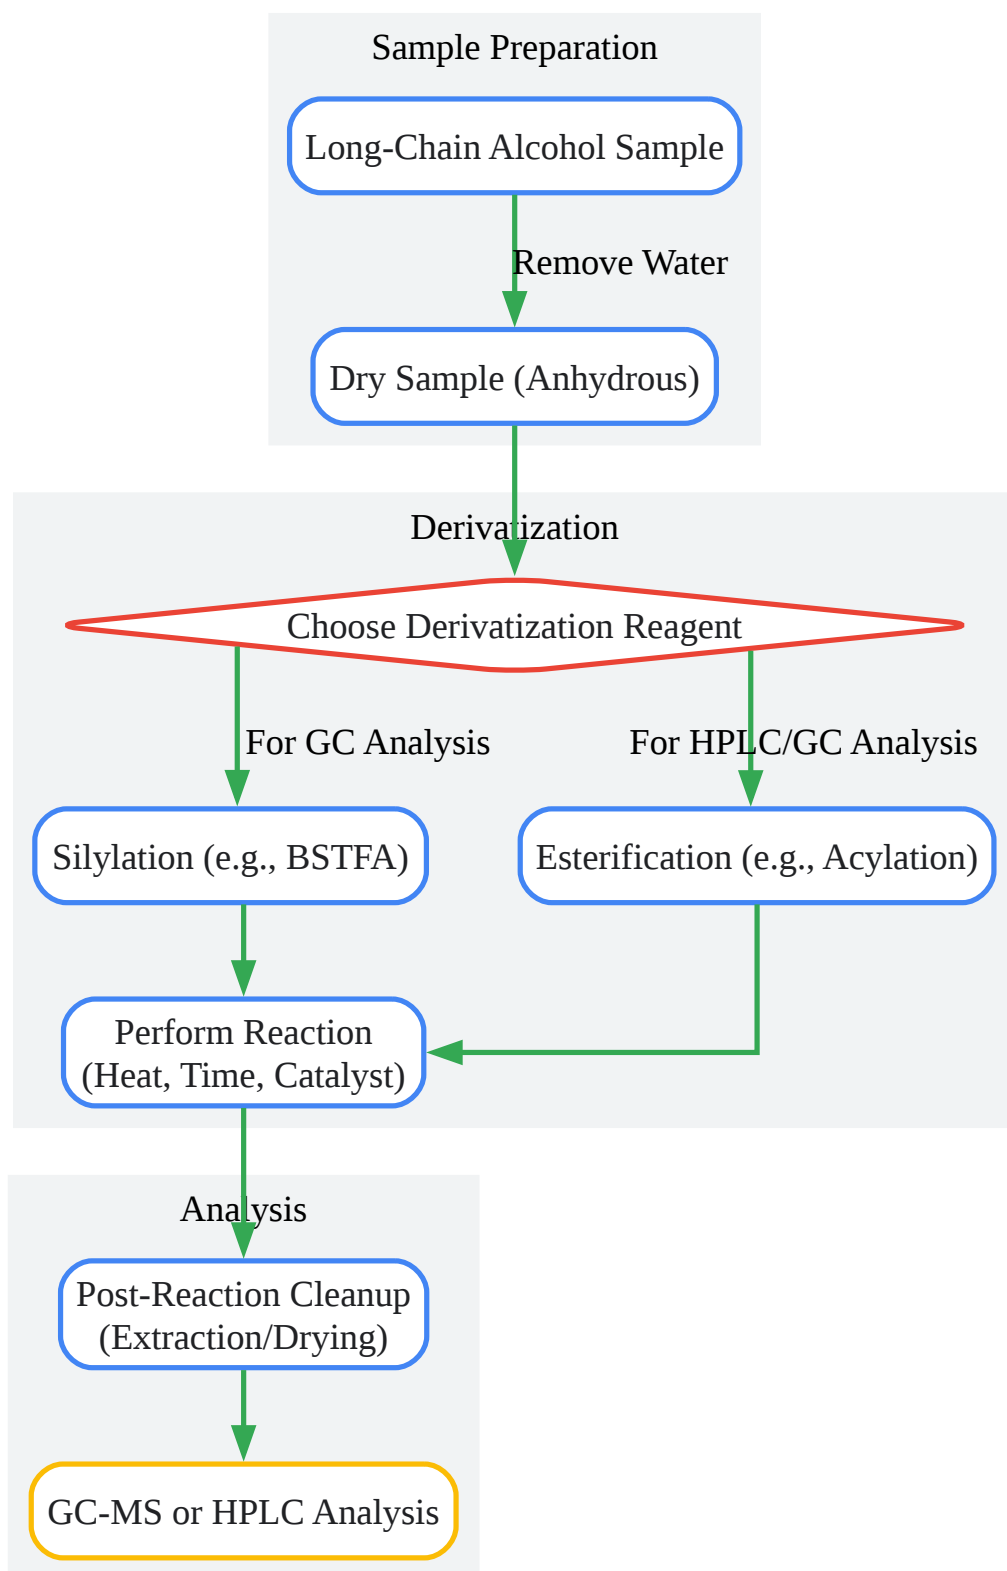 Sample Preparation
Long-Chain Alcohol Sample
Remove Water
Dry Sample (Anhydrous)
Derivatization
Choose Derivatization Reagent
For GC Analysis
For HPLC/GC Analysis
Silylation (e.g., BSTFA)
Esterification (e.g., Acylation)
Perform Reaction
(Heat, Time, Catalyst)
Analysis
Post-Reaction Cleanup
(Extraction/Drying)
GC-MS or HPLC Analysis